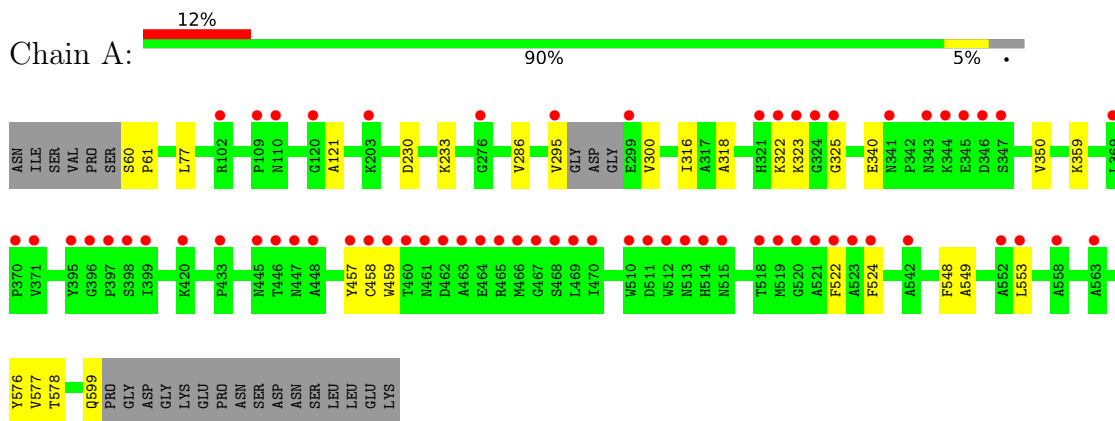 12%
Chain A:
90% 5% •
ASN ILE SER VAL PRO SER S60 P61 L77 R102 P109 N110 G120 A121 K203 D230 K233 G276 V286 V295 GLY ASP GLY E299 V300 I316 A317 A318 H321 K322 K323 G324 G325 E340 N341 P342 N343 K344 E345 D346 S347 V350 K359 L369
P370 V371 Y395 G396 P397 S398 I399 K420 P433 N445 T446 N447 A448 Y457 C458 W459 T460 N461 D462 A463 E464 R465 M466 G467 S468 L469 I470 W510 D511 W512 N513 H514 N515 T518 M519 G520 A521 F522 A523 F524 A542 F548 A549 A552 L553 A558 A563
Y576 V577 T578 Q599 PRO GLY ASP GLY LYS GLU PRO ASN SER ASP ASN SER LEU LEU GLU LYS